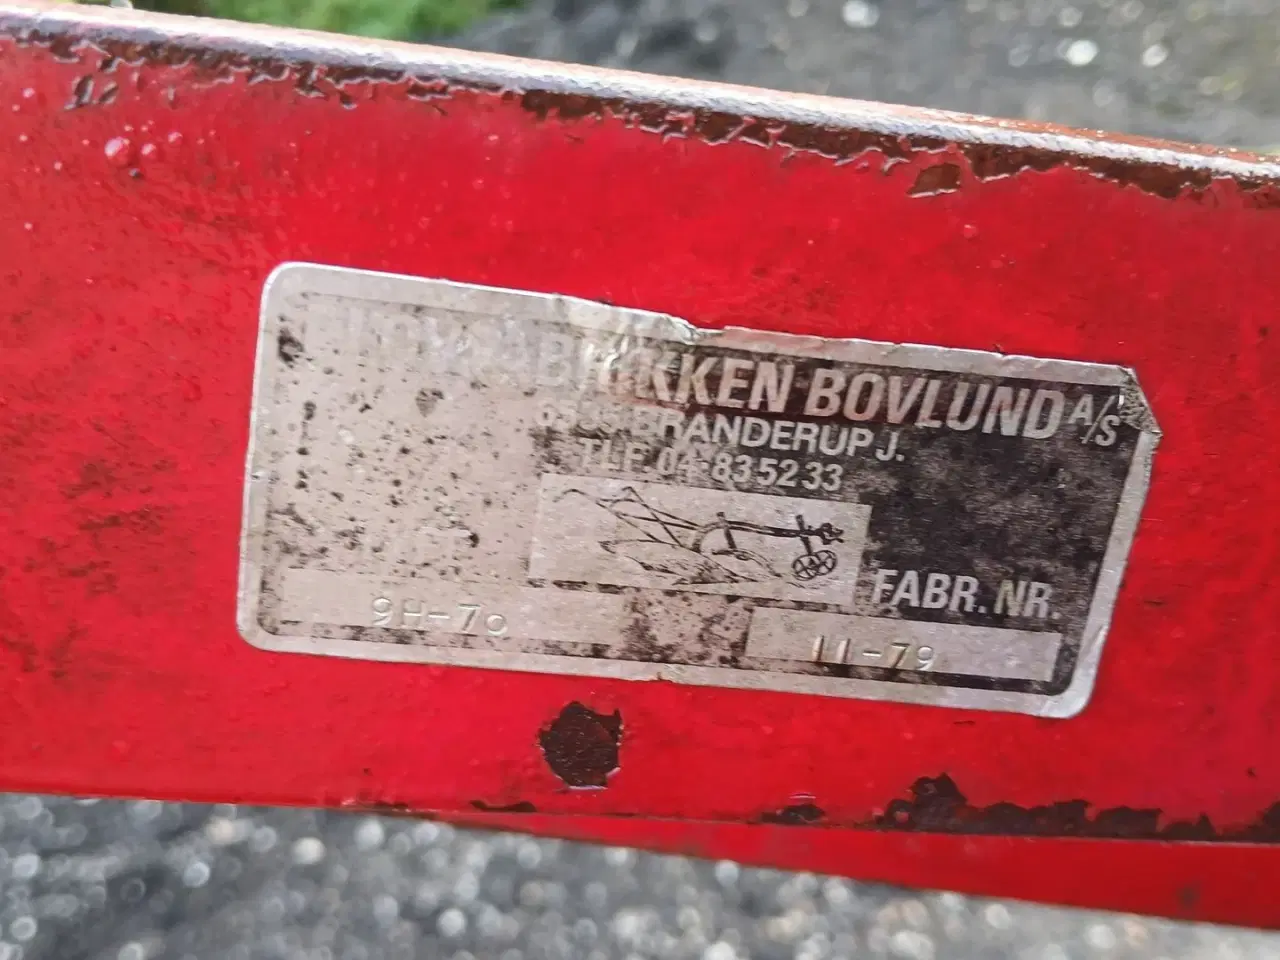 BOVLUND A/S
BRANDERUP J.
TLF. 04-83 52 33
FABR. NR.
9H-70
11-79